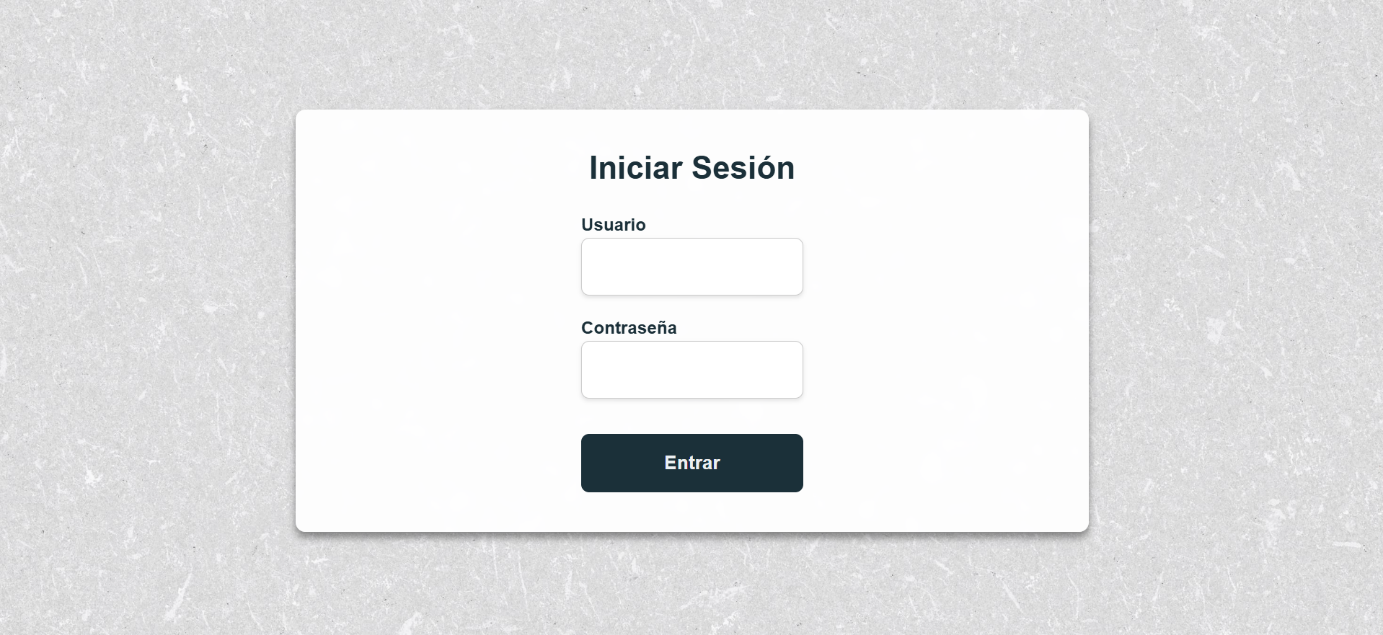 Iniciar Sesión
Usuario
Contraseña
Entrar